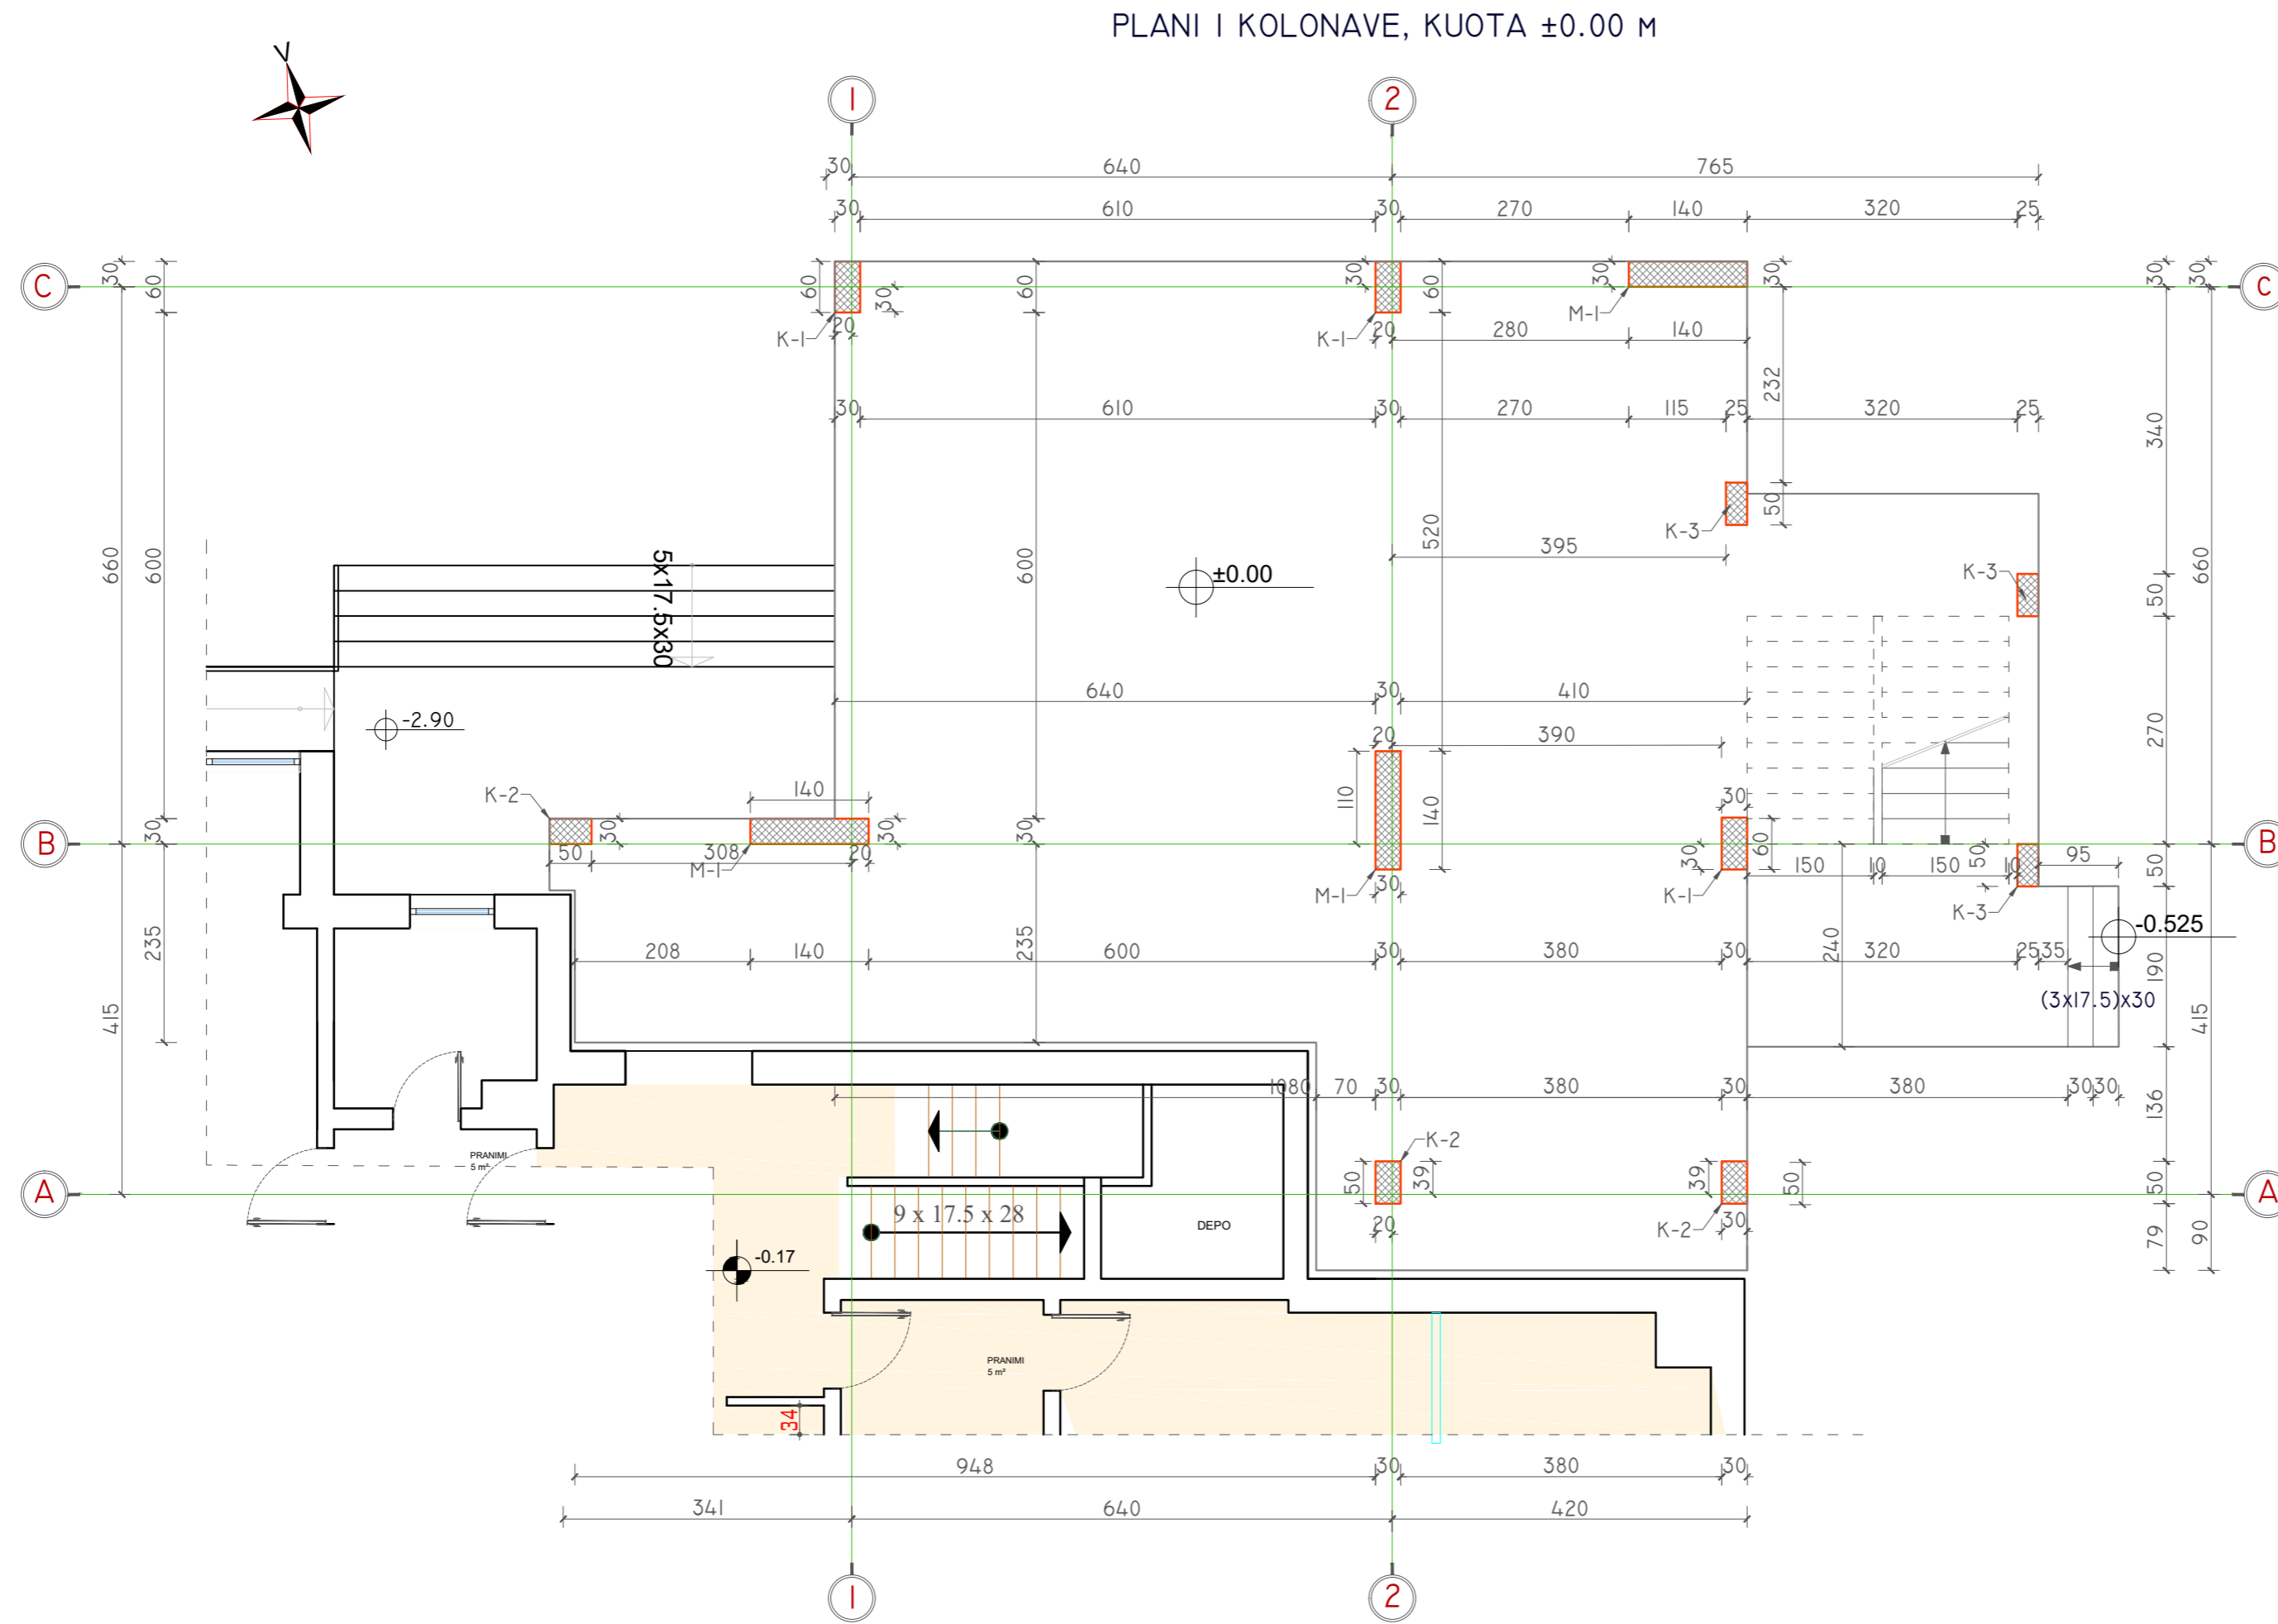 PLANI I KOLONAVE, KUOTA ±0.00 M
V
1
2
30 640 765
30 610 30 270 140 320 25
C
C
30 60 60 30 60 30 60 30 30 30 30
M-1
K-1 20
K-1 20 280 140
232
30 610 30 270 115 25 320 25
340
K-3 50
K-3
395
±0.00
660 600 5x17.5x30 600 520 50 660
640 30 410
-2.90
20 390
270
140
K-2
110 140 30
B
B
30 30 30 30 30 60 50
50 308 20
M-1
150 10 150 10 95
50
M-1 30
K-1
K-3
-0.525
208 140 600 30 380 30 320 25 35
235 235 240 190
(3x17.5)x30
415 415
1080 70 30 380 30 380 30 30
136
K-2
PRANIMI
5 m²
A
A
50 39 39 50 50
9 x 17.5 x 28
DEPO
20 30
K-2
79 90
-0.17
PRANIMI
5 m²
34
948 30 380 30
341 640 420
1
2